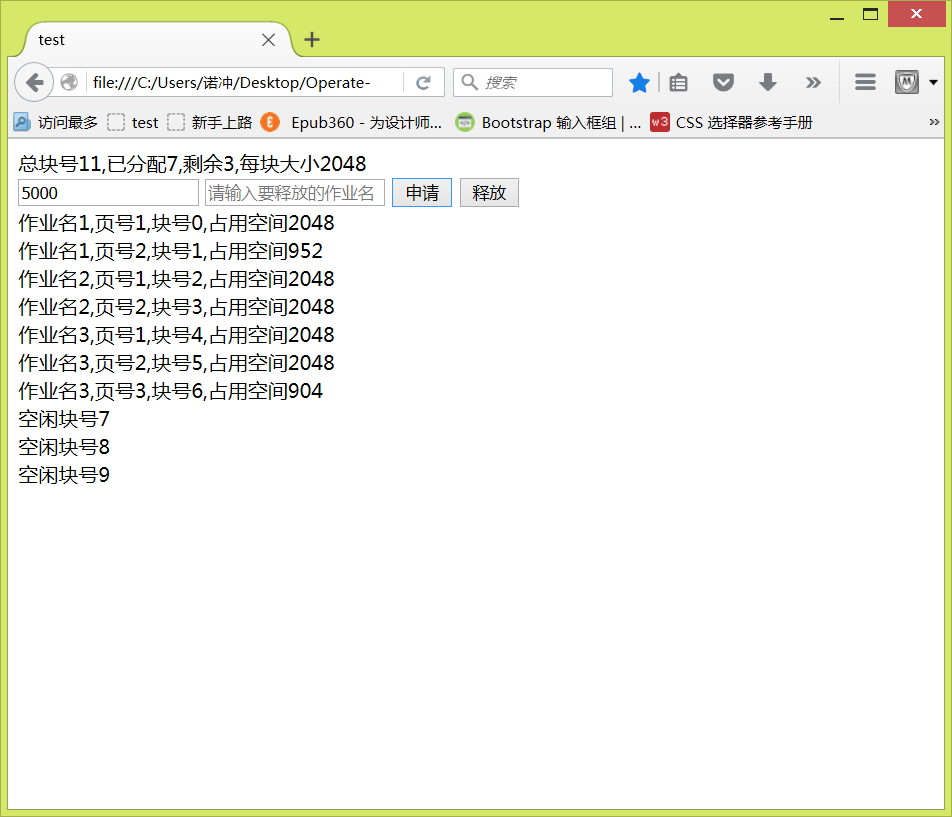 test
file:///C:/Users/诺冲/Desktop/Operate-
搜索
访问最多 test 新手上路 Epub360 - 为设计师... Bootstrap 输入框组 | ... w3 CSS 选择器参考手册
总块号11,已分配7,剩余3,每块大小2048
5000 请输入要释放的作业名 申请 释放
作业名1,页号1,块号0,占用空间2048
作业名1,页号2,块号1,占用空间952
作业名2,页号1,块号2,占用空间2048
作业名2,页号2,块号3,占用空间2048
作业名3,页号1,块号4,占用空间2048
作业名3,页号2,块号5,占用空间2048
作业名3,页号3,块号6,占用空间904
空闲块号7
空闲块号8
空闲块号9